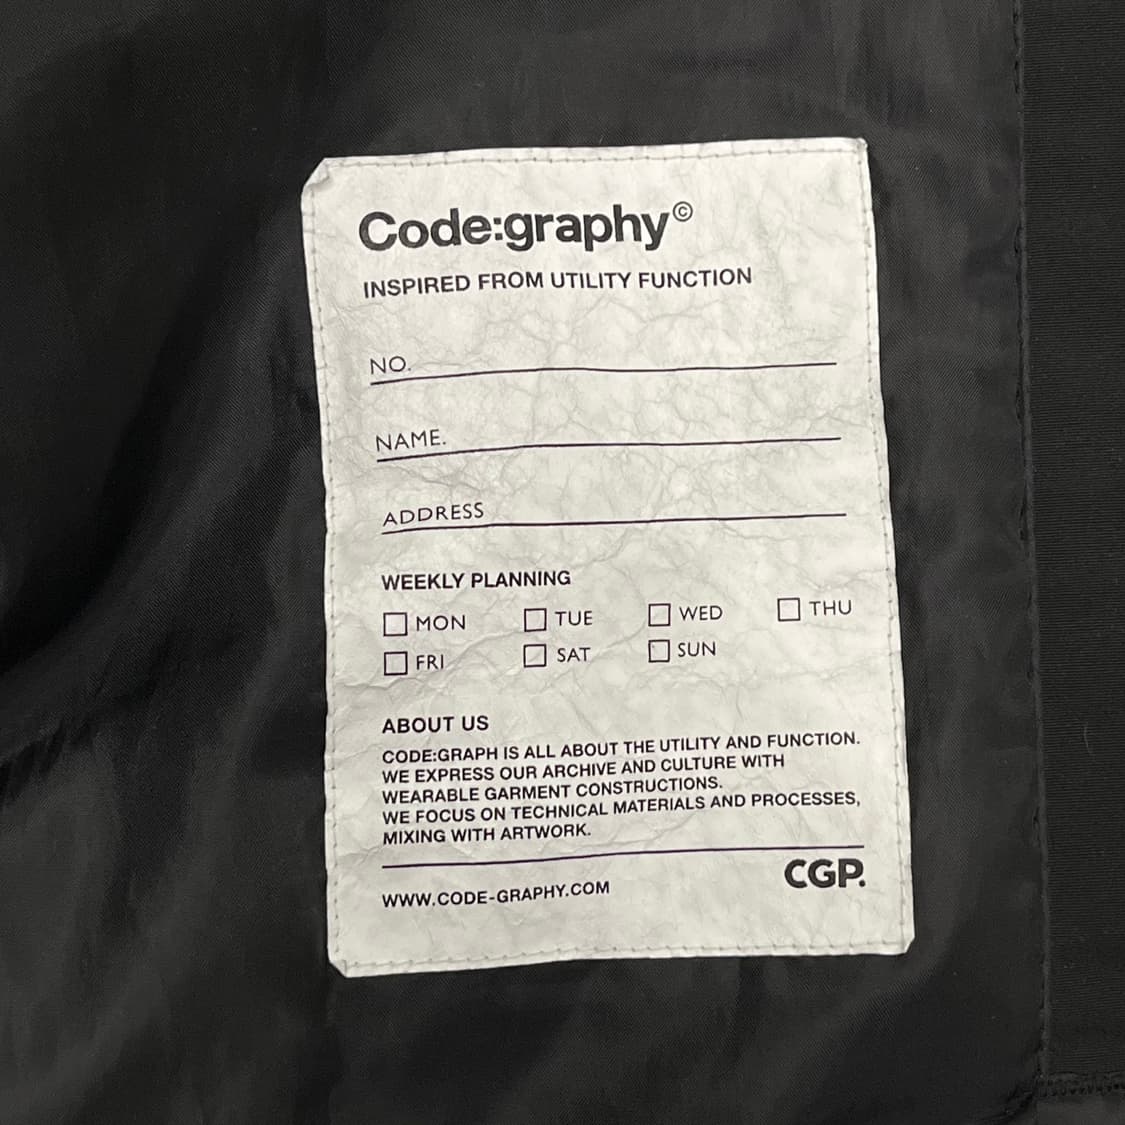 Code:graphy©
INSPIRED FROM UTILITY FUNCTION
NO.
NAME.
ADDRESS
WEEKLY PLANNING
MON TUE WED THU
FRI SAT SUN
ABOUT US
CODE:GRAPH IS ALL ABOUT THE UTILITY AND FUNCTION.
WE EXPRESS OUR ARCHIVE AND CULTURE WITH
WEARABLE GARMENT CONSTRUCTIONS.
WE FOCUS ON TECHNICAL MATERIALS AND PROCESSES,
MIXING WITH ARTWORK.
CGP.
WWW.CODE-GRAPHY.COM